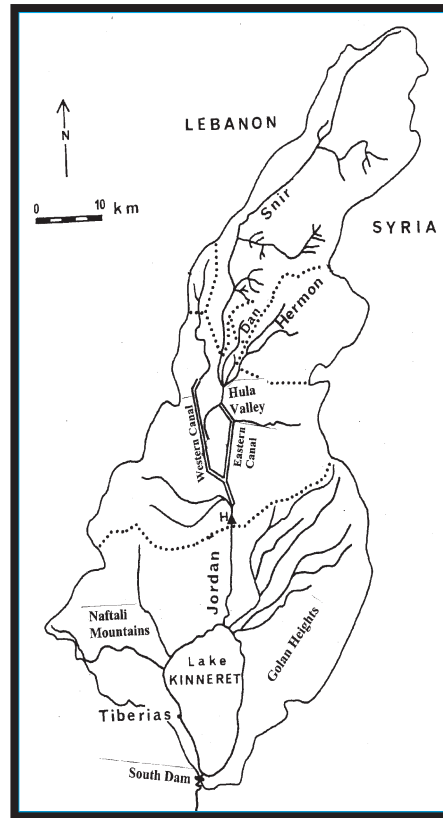 LEBANON
N
0 10 km
Snir
SYRIA
Dan
Hermon
Hula
Valley
Western Canal
Eastern
Canal
H
Jordan
Naftali
Mountains
Golan Heights
Lake
KINNERET
Tiberias
South Dam